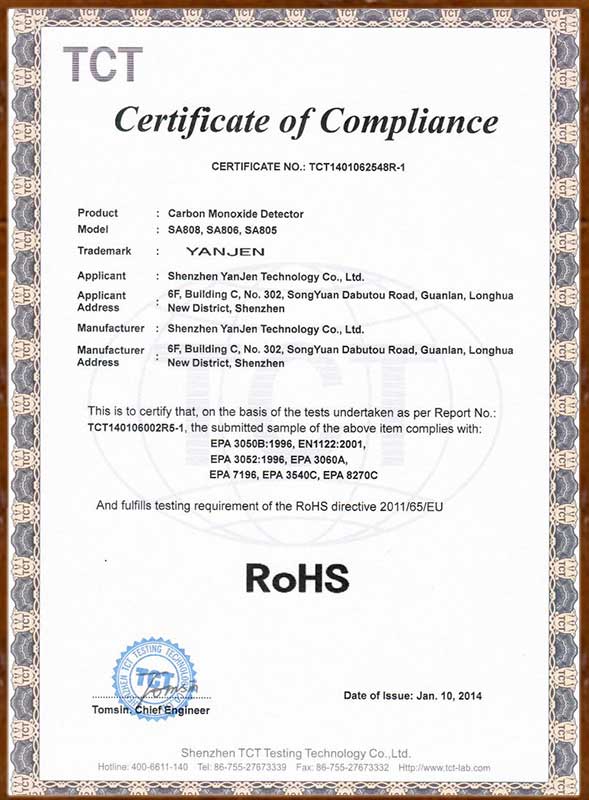 TCT
Certificate of Compliance
CERTIFICATE NO.: TCT1401062548R-1
Product : Carbon Monoxide Detector
Model : SA808, SA806, SA805
Trademark : YANJEN
Applicant : Shenzhen YanJen Technology Co., Ltd.
Applicant Address : 6F, Building C, No. 302, SongYuan Dabutou Road, Guanlan, Longhua
New District, Shenzhen
Manufacturer : Shenzhen YanJen Technology Co., Ltd.
Manufacturer Address : 6F, Building C, No. 302, SongYuan Dabutou Road, Guanlan, Longhua
New District, Shenzhen
This is to certify that, on the basis of the tests undertaken as per Report No.:
TCT140106002R5-1, the submitted sample of the above item complies with:
EPA 3050B:1996, EN1122:2001,
EPA 3052:1996, EPA 3060A,
EPA 7196, EPA 3540C, EPA 8270C
And fulfills testing requirement of the RoHS directive 2011/65/EU
RoHS
TCT
Tomsin
Tomsin. Chief Engineer
Date of Issue: Jan. 10, 2014
Shenzhen TCT Testing Technology Co.,Ltd.
Hotline: 400-6611-140 Tel: 86-755-27673339 Fax: 86-755-27673332 Http://www.tct-lab.com